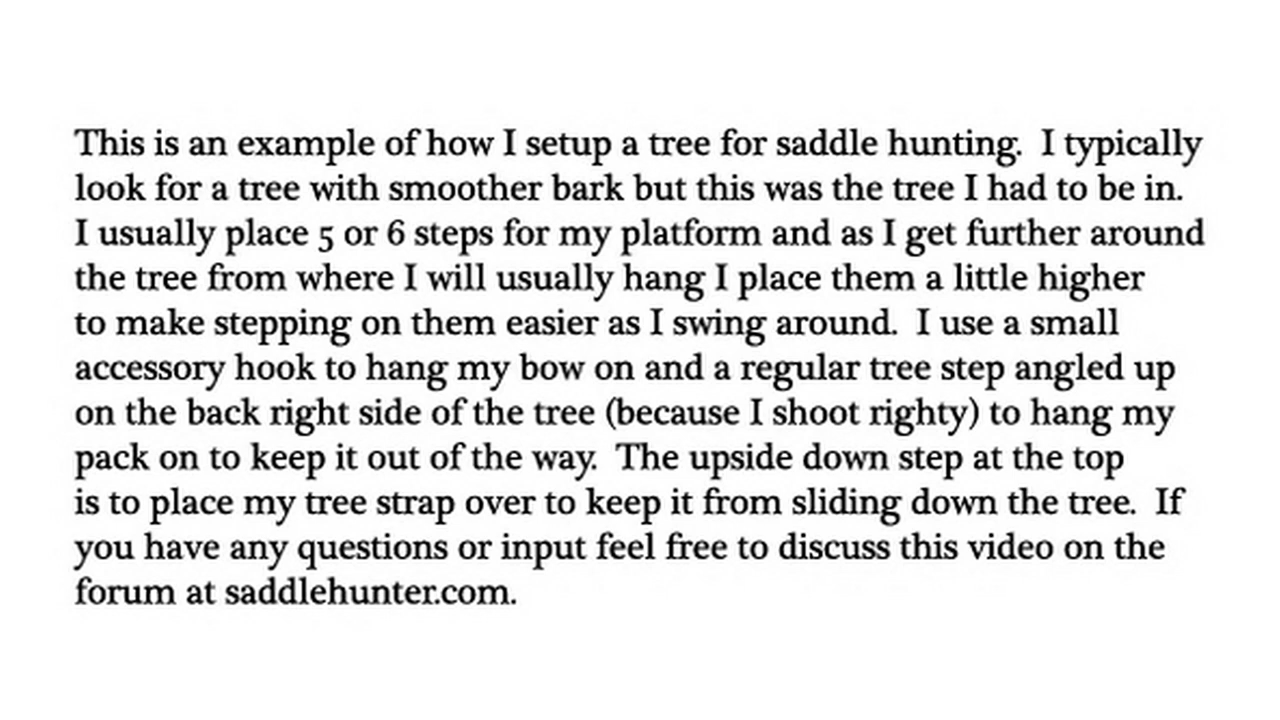 This is an example of how I setup a tree for saddle hunting.  I typically
look for a tree with smoother bark but this was the tree I had to be in.
I usually place 5 or 6 steps for my platform and as I get further around
the tree from where I will usually hang I place them a little higher
to make stepping on them easier as I swing around.  I use a small
accessory hook to hang my bow on and a regular tree step angled up
on the back right side of the tree (because I shoot righty) to hang my
pack on to keep it out of the way.  The upside down step at the top
is to place my tree strap over to keep it from sliding down the tree.  If
you have any questions or input feel free to discuss this video on the
forum at saddlehunter.com.